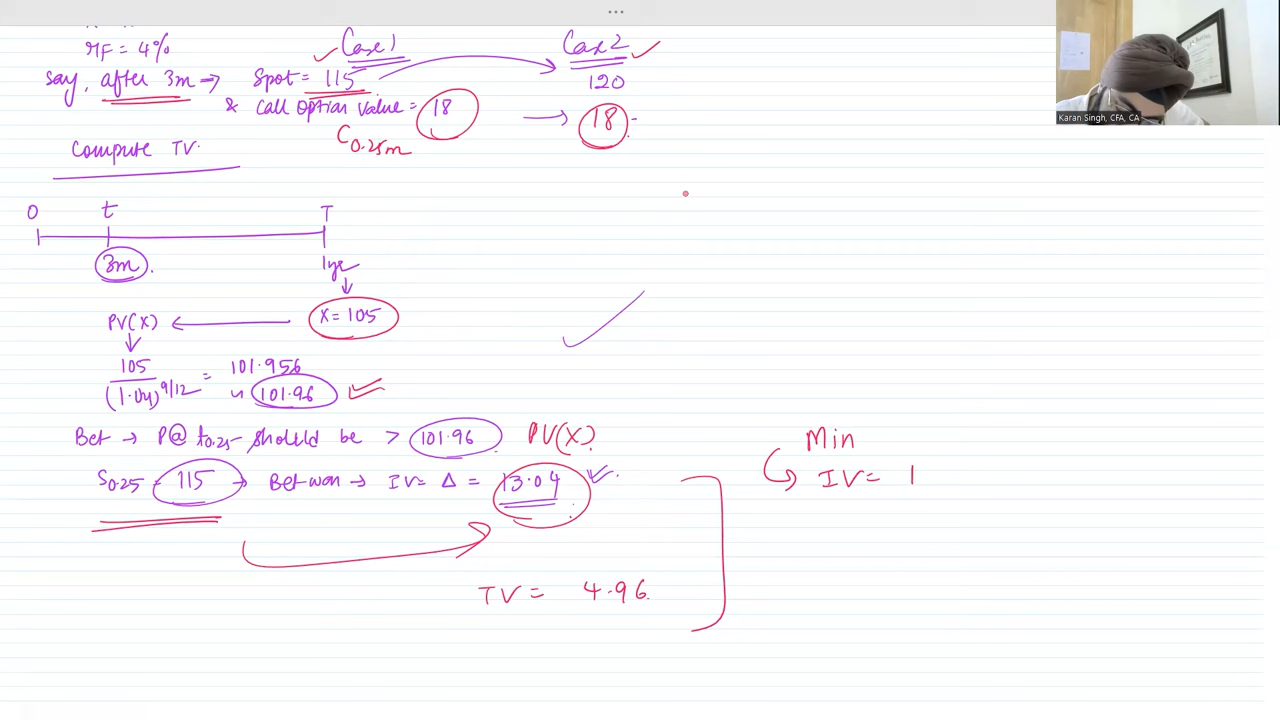 rF = 4%
Case 1
Case 2
Say, after 3m → Spot = 115
120
& Call Option Value = 18 → 18
C0.25m
Compute TV.
0 t T
3m.
1yr
PV(X) ← X = 105
105 / (1.04)^9/12 = 101.956
~ 101.96
Bet → P@ t0.25 should be > 101.96 PV(X).
S0.25 - 115 → Bet won → IV = Δ = 13.04
TV = 4.96.
Min
IV = 1
Karan Singh, CFA, CA